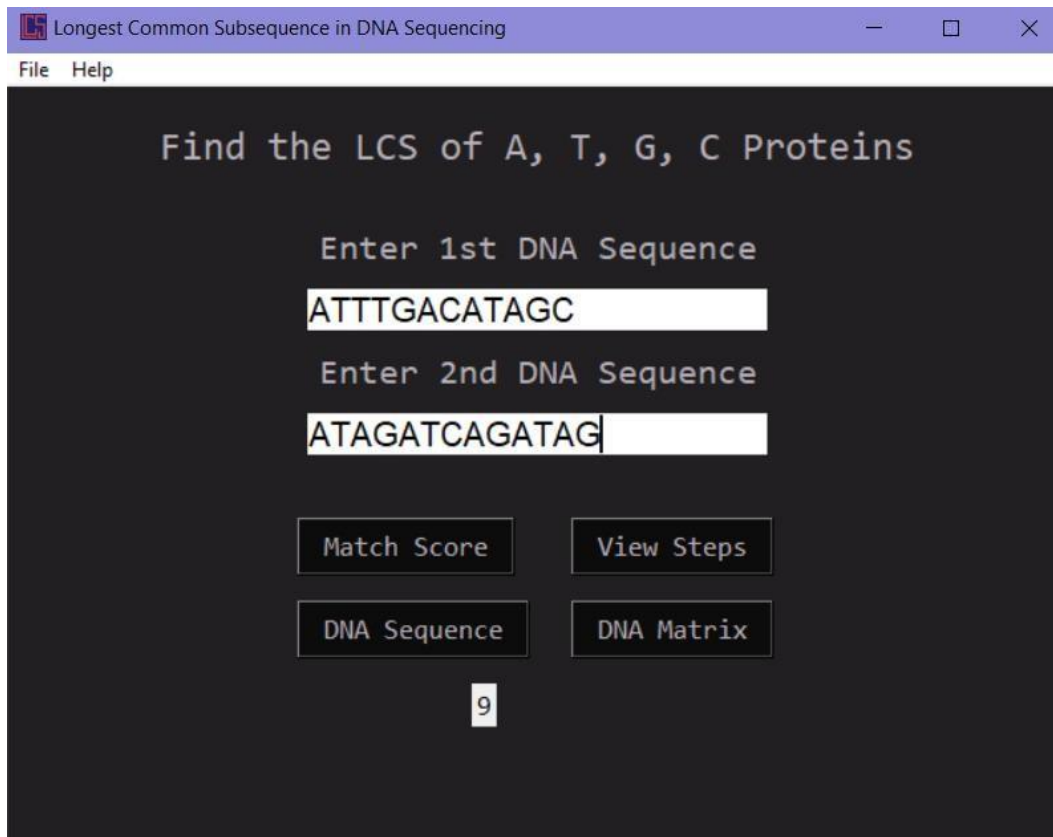 LCS Longest Common Subsequence in DNA Sequencing
File Help
Find the LCS of A, T, G, C Proteins
Enter 1st DNA Sequence
ATTTGACATAGC
Enter 2nd DNA Sequence
ATAGATCAGATAG
Match Score View Steps
DNA Sequence DNA Matrix
9